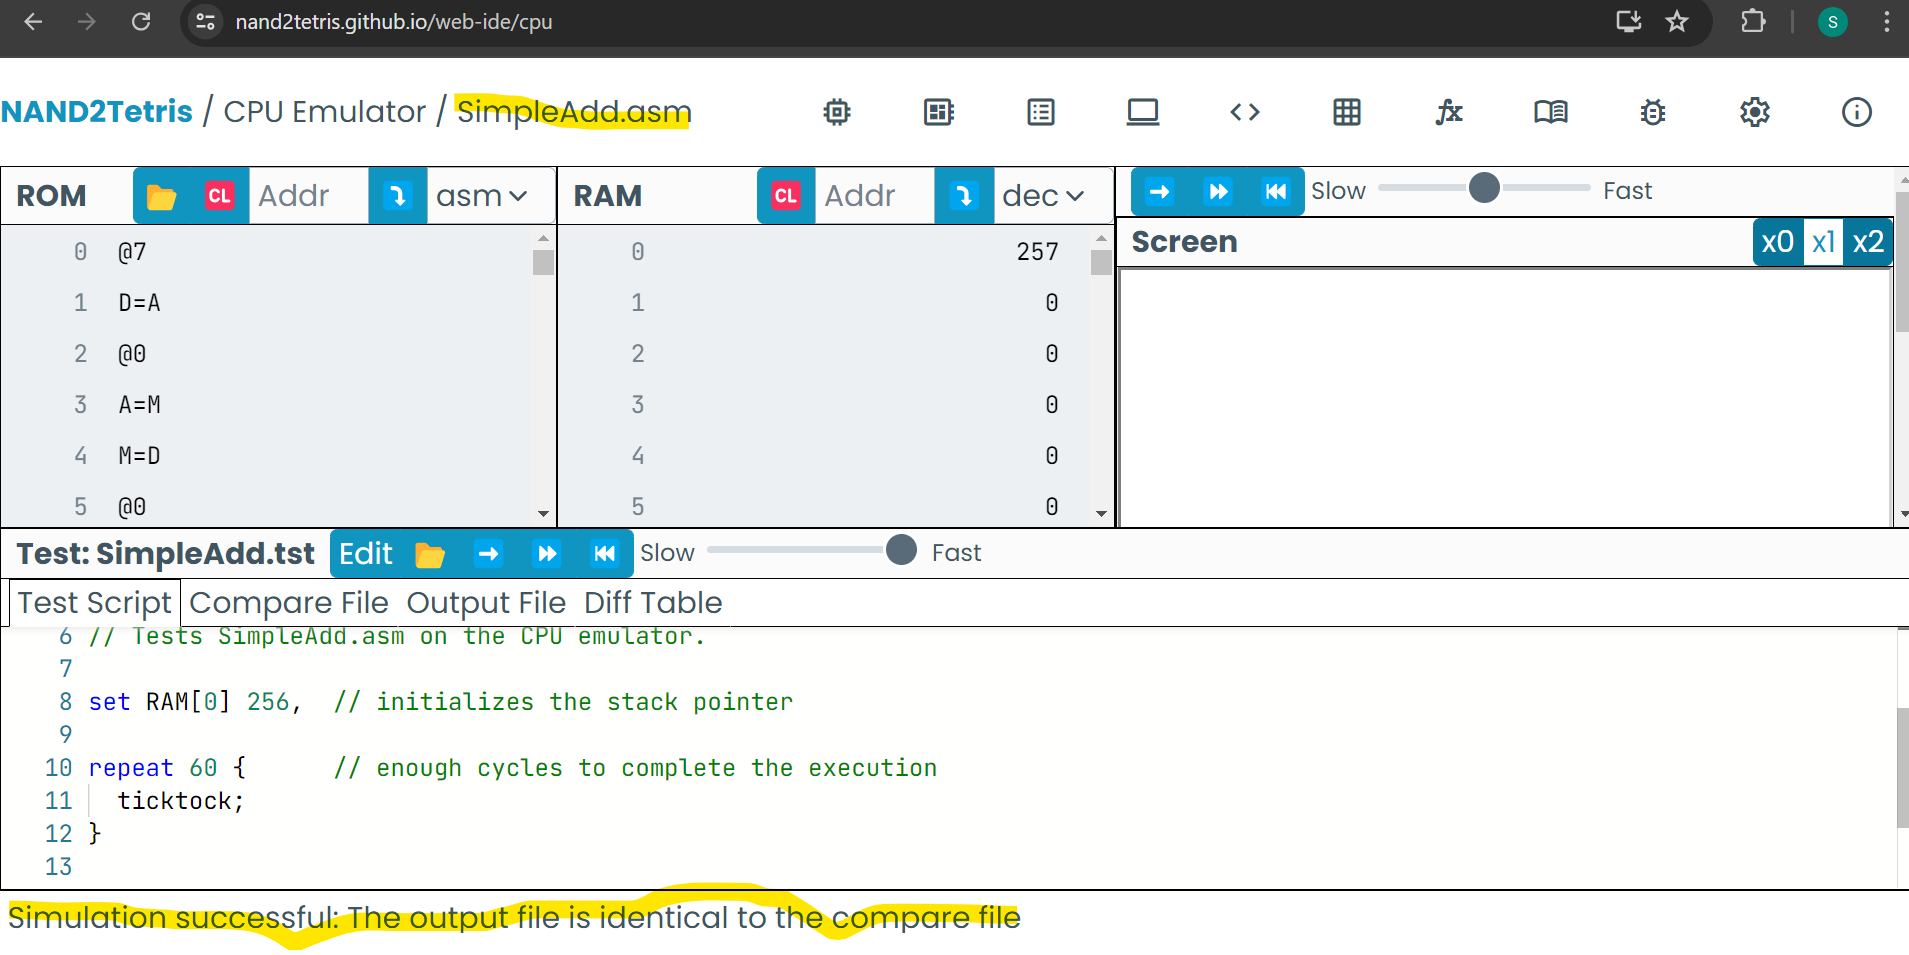 nand2tetris.github.io/web-ide/cpu
S
NAND2Tetris / CPU Emulator / SimpleAdd.asm
ROM CL Addr asm
0 @7
1 D=A
2 @0
3 A=M
4 M=D
5 @0
RAM CL Addr dec
0 257
1 0
2 0
3 0
4 0
5 0
Slow Fast
Screen x0 x1 x2
Test: SimpleAdd.tst Edit Slow Fast
Test Script Compare File Output File Diff Table
6 // Tests SimpleAdd.asm on the CPU emulator.
7
8 set RAM[0] 256, // initializes the stack pointer
9
10 repeat 60 { // enough cycles to complete the execution
11 ticktock;
12 }
13
Simulation successful: The output file is identical to the compare file